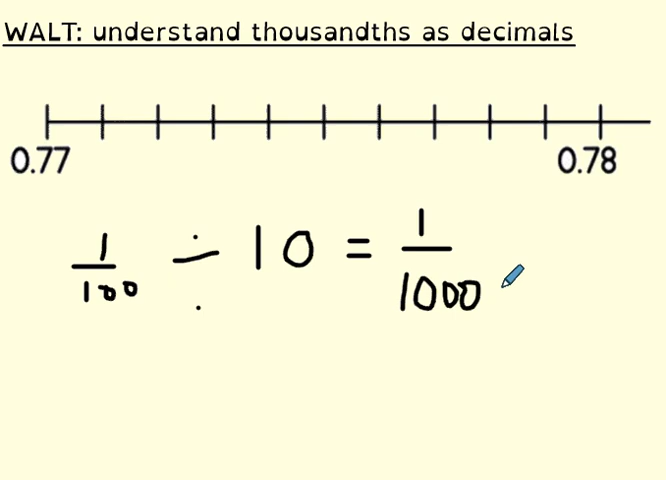 WALT: understand thousandths as decimals
0.77 0.78
1/100 ÷ 10 = 1/1000